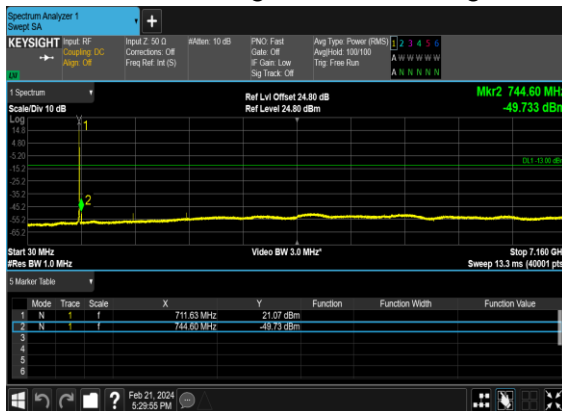 Spectrum Analyzer 1
Swept SA
KEYSIGHT Input: RF Input Z: 50 Ω #Atten: 10 dB PNO: Fast Avg Type: Power (RMS) 1 2 3 4 5 6
Coupling: DC Corrections: Off Gate: Off Avg|Hold: 100/100 A W W W W W
Align: Off Freq Ref: Int (S) IF Gain: Low Trig: Free Run
Sig Track: Off A N N N N N
1 Spectrum Ref Lvl Offset 24.80 dB Mkr2 744.60 MHz
Scale/Div 10 dB Ref Level 24.80 dBm -49.733 dBm
Log
14.8
4.80
-5.20
-15.2
-25.2
-35.2
-45.2
-55.2
-65.2
1
2
DL1 -13.00 dBm
Start 30 MHz Video BW 3.0 MHz* Stop 7.160 GHz
#Res BW 1.0 MHz Sweep 13.3 ms (40001 pts)
5 Marker Table
Mode Trace Scale X Y Function Function Width Function Value
1 N 1 f 711.63 MHz 21.07 dBm
2 N 1 f 744.60 MHz -49.73 dBm
3
4
5
6
? Feb 21, 2024
5:29:55 PM